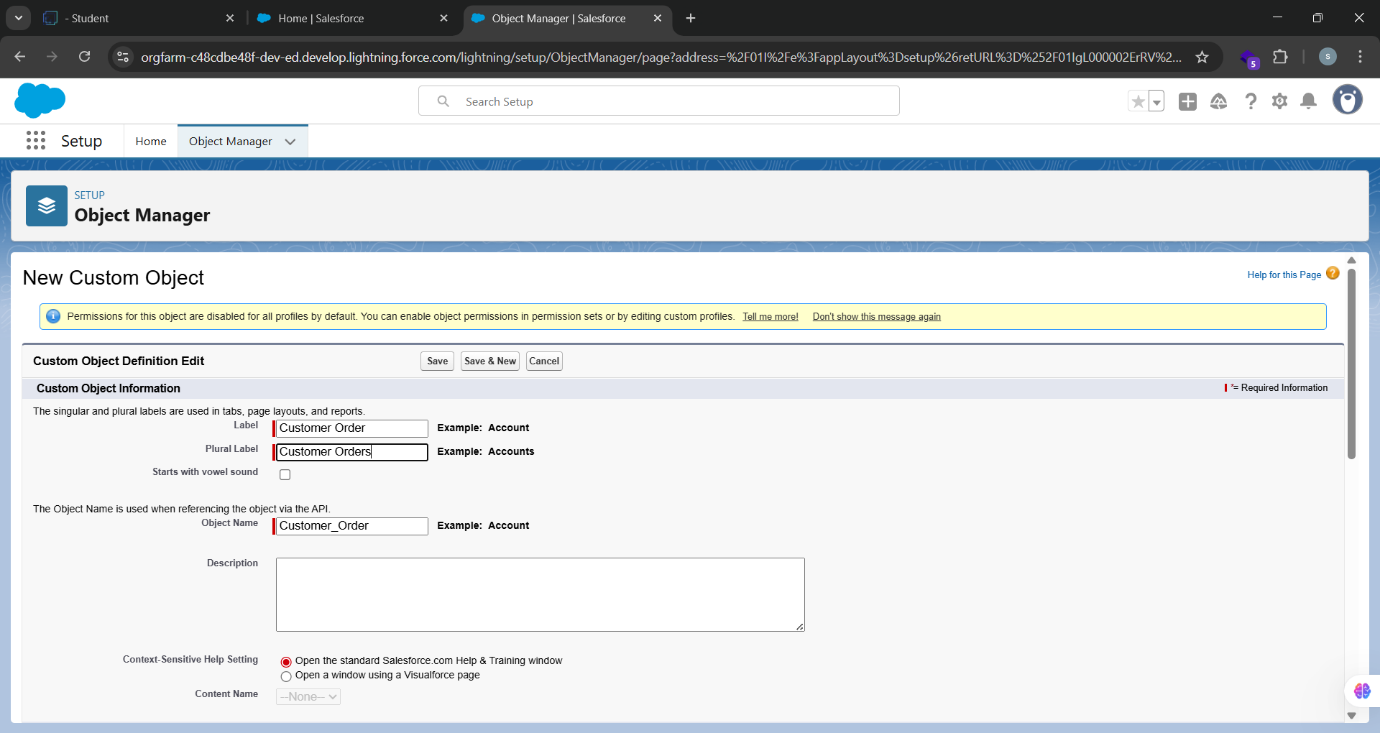 - Student
Home | Salesforce
Object Manager | Salesforce
orgfarm-c48cdbe48f-dev-ed.develop.lightning.force.com/lightning/setup/ObjectManager/page?address=%2F01I%2Fe%3FappLayout%3Dsetup%26retURL%3D%252F01IgL000002ErRV%2...
5
S
Search Setup
Setup
Home
Object Manager
SETUP
Object Manager
New Custom Object
Help for this Page
Permissions for this object are disabled for all profiles by default. You can enable object permissions in permission sets or by editing custom profiles. Tell me more! Don't show this message again
Custom Object Definition Edit
Save
Save & New
Cancel
Custom Object Information
= Required Information
The singular and plural labels are used in tabs, page layouts, and reports.
Label
Customer Order
Example: Account
Plural Label
Customer Orders
Example: Accounts
Starts with vowel sound
The Object Name is used when referencing the object via the API.
Object Name
Customer_Order
Example: Account
Description
Context-Sensitive Help Setting
Open the standard Salesforce.com Help & Training window
Open a window using a Visualforce page
Content Name
--None--